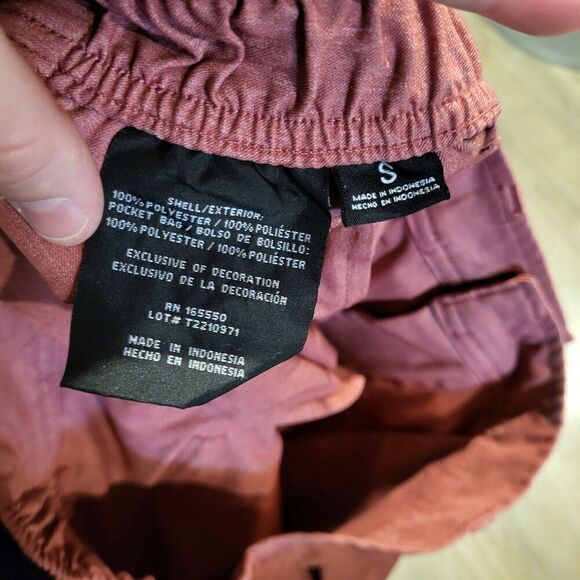 SHELL/EXTERIOR:
100% POLYESTER / 100% POLIÉSTER
POCKET BAG / BOLSO DE BOLSILLO:
100% POLYESTER / 100% POLIÉSTER
EXCLUSIVE OF DECORATION
EXCLUSIVO DE LA DECORACIÓN
RN 165550
LOT# T2210971
MADE IN INDONESIA
HECHO EN INDONESIA
S
MADE IN INDONESIA
HECHO EN INDONESIA